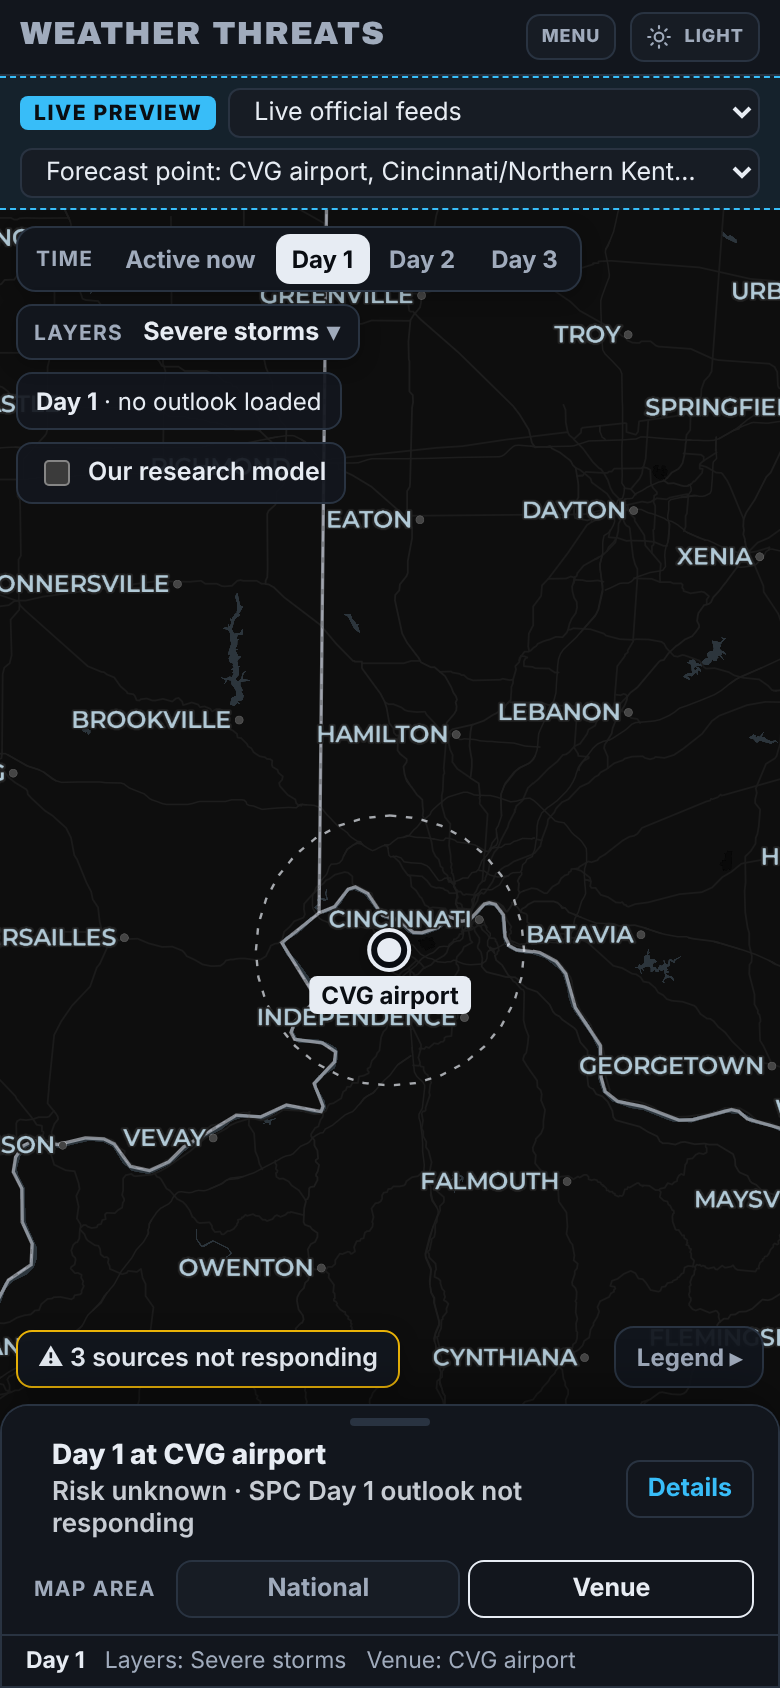 WEATHER THREATS
MENU
LIGHT
LIVE PREVIEW
Live official feeds
Forecast point: CVG airport, Cincinnati/Northern Kent...
TIME
Active now
Day 1
Day 2
Day 3
GREENVILLE
URB
LAYERS
Severe storms ▾
TROY
Day 1 · no outlook loaded
SPRINGFIE
Our research model
EATON
DAYTON
XENIA
ONNERSVILLE
BROOKVILLE
HAMILTON
LEBANON
G
H
CINCINNATI
ERSAILLES
BATAVIA
CVG airport
INDEPENDENCE
GEORGETOWN
SON
VEVAY
FALMOUTH
MAYSV
OWENTON
⚠ 3 sources not responding
CYNTHIANA
Legend ▸
Day 1 at CVG airport
Risk unknown · SPC Day 1 outlook not
responding
Details
MAP AREA
National
Venue
Day 1 Layers: Severe storms Venue: CVG airport